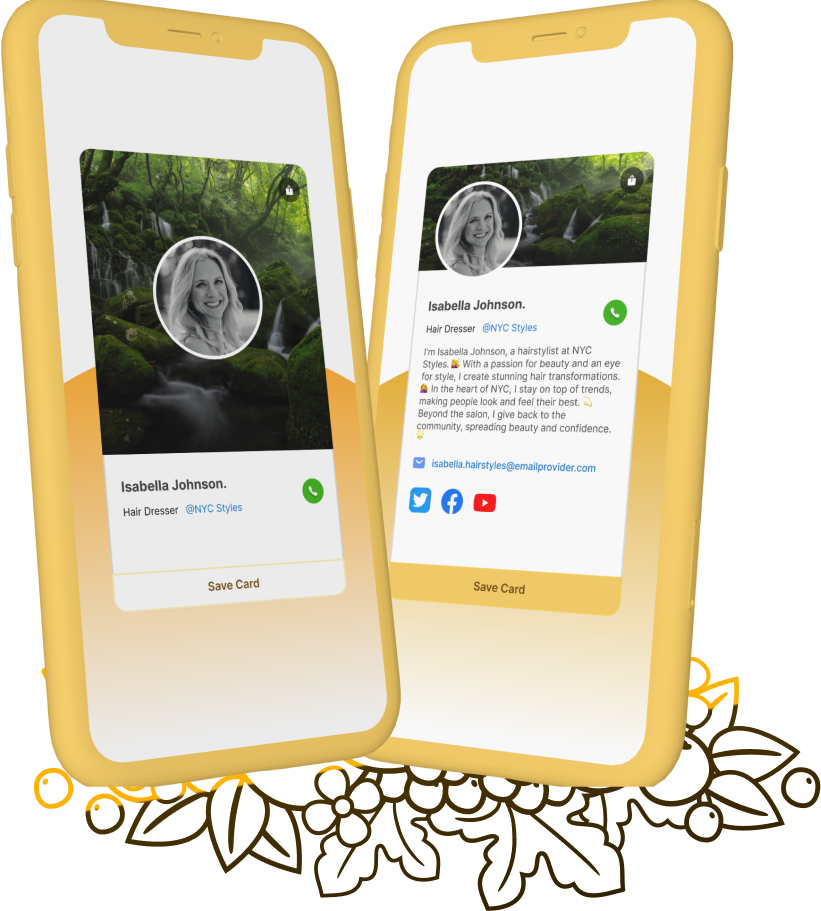 Isabella Johnson.
Hair Dresser @NYC Styles
Save Card
Isabella Johnson.
Hair Dresser @NYC Styles
I'm Isabella Johnson, a hairstylist at NYC
Styles. 💇‍♀️ With a passion for beauty and an eye
for style, I create stunning hair transformations.
💁‍♀️ In the heart of NYC, I stay on top of trends,
making people look and feel their best. 💫
Beyond the salon, I give back to the
community, spreading beauty and confidence.
isabella.hairstyles@emailprovider.com
Save Card